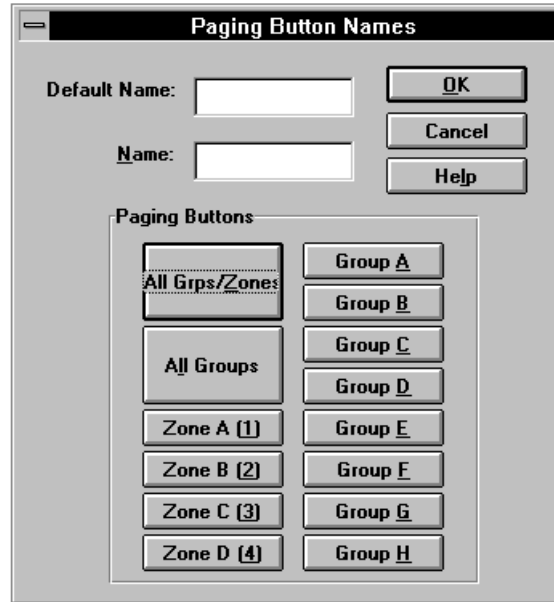 Paging Button Names
Default Name:
OK
Cancel
Name:
Help
Paging Buttons
All Grps/Zones
Group A
Group B
All Groups
Group C
Group D
Zone A (1)
Group E
Zone B (2)
Group F
Zone C (3)
Group G
Zone D (4)
Group H